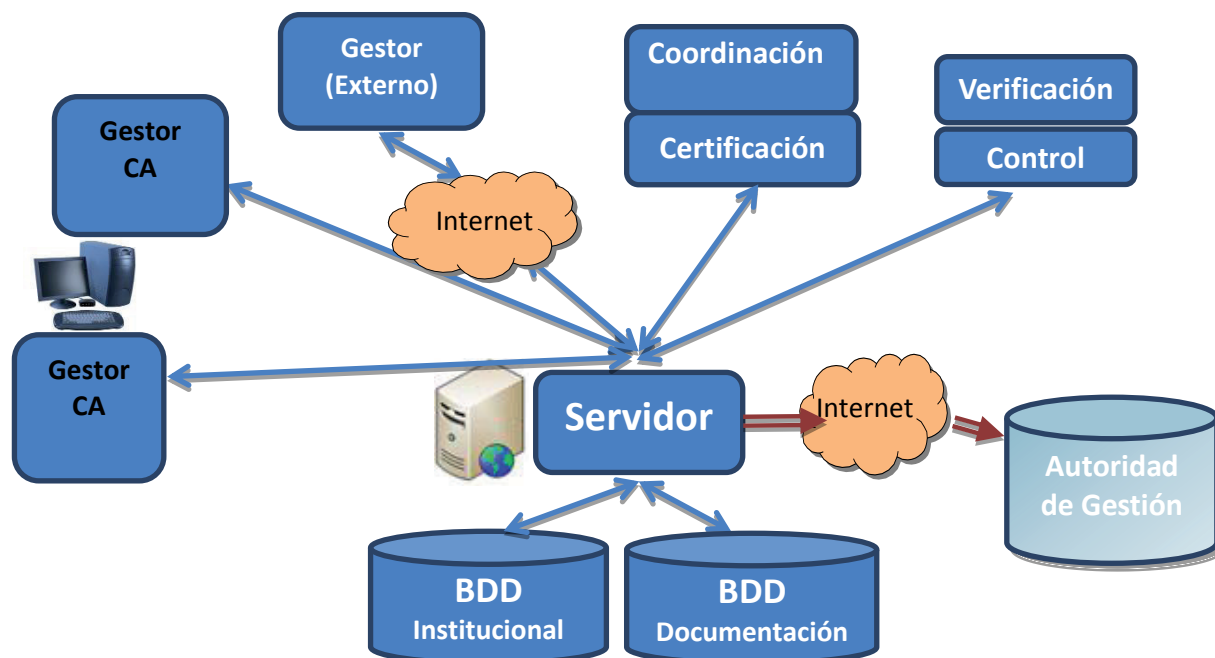 Gestor
(Externo)
Coordinación
Certificación
Verificación
Control
Gestor
CA
Internet
Gestor
CA
Servidor
Internet
Autoridad
de Gestión
BDD
Institucional
BDD
Documentación